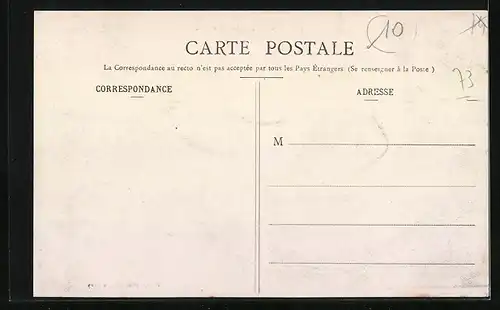 10
CARTE POSTALE
La Correspondance au recto n'est pas acceptée par tous les Pays Étrangers. (Se renseigner à la Poste)
73
CORRESPONDANCE
ADRESSE
M